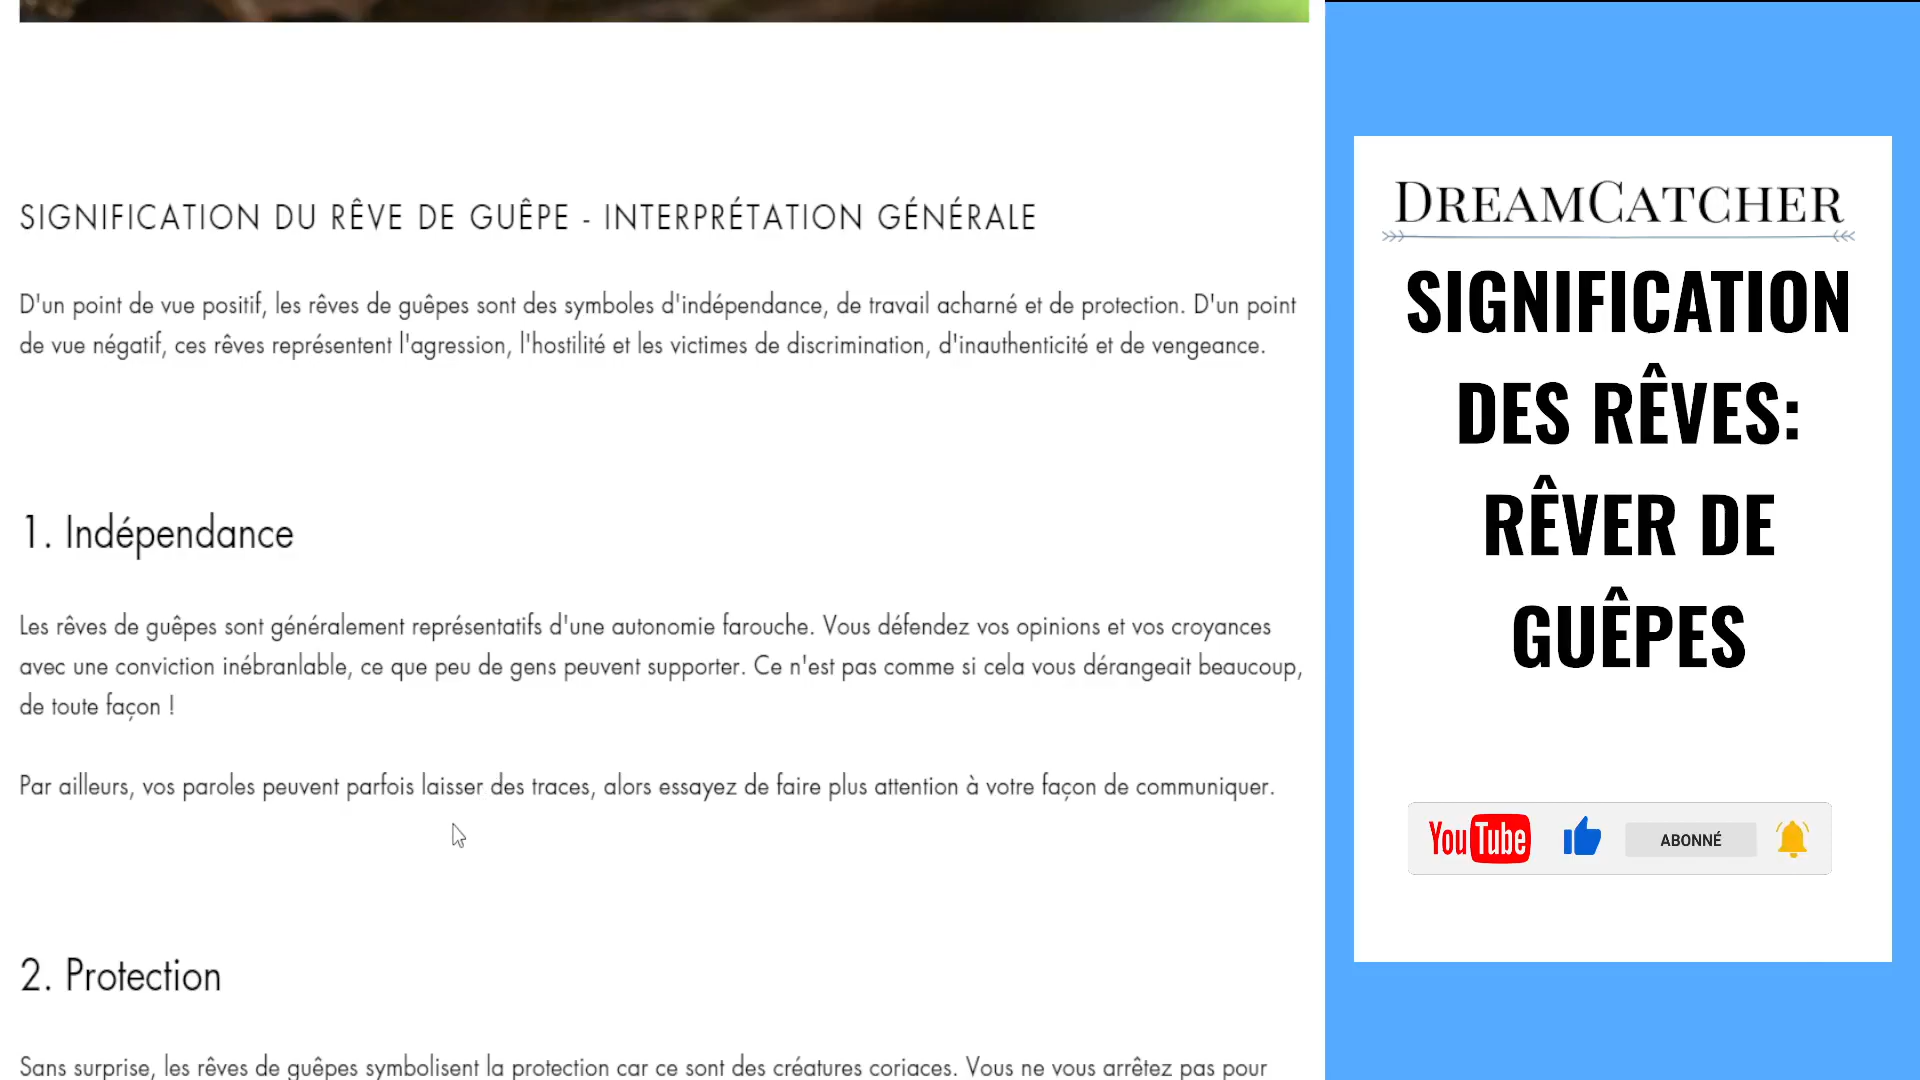 SIGNIFICATION DU RÊVE DE GUÊPE - INTERPRÉTATION GÉNÉRALE
D'un point de vue positif, les rêves de guêpes sont des symboles d'indépendance, de travail acharné et de protection. D'un point
de vue négatif, ces rêves représentent l'agression, l'hostilité et les victimes de discrimination, d'inauthenticité et de vengeance.
1. Indépendance
Les rêves de guêpes sont généralement représentatifs d'une autonomie farouche. Vous défendez vos opinions et vos croyances
avec une conviction inébranlable, ce que peu de gens peuvent supporter. Ce n'est pas comme si cela vous dérangeait beaucoup,
de toute façon !
Par ailleurs, vos paroles peuvent parfois laisser des traces, alors essayez de faire plus attention à votre façon de communiquer.
2. Protection
Sans surprise, les rêves de guêpes symbolisent la protection car ce sont des créatures coriaces. Vous ne vous arrêtez pas pour
DREAMCATCHER
SIGNIFICATION
DES RÊVES:
RÊVER DE
GUÊPES
YouTube
ABONNÉ